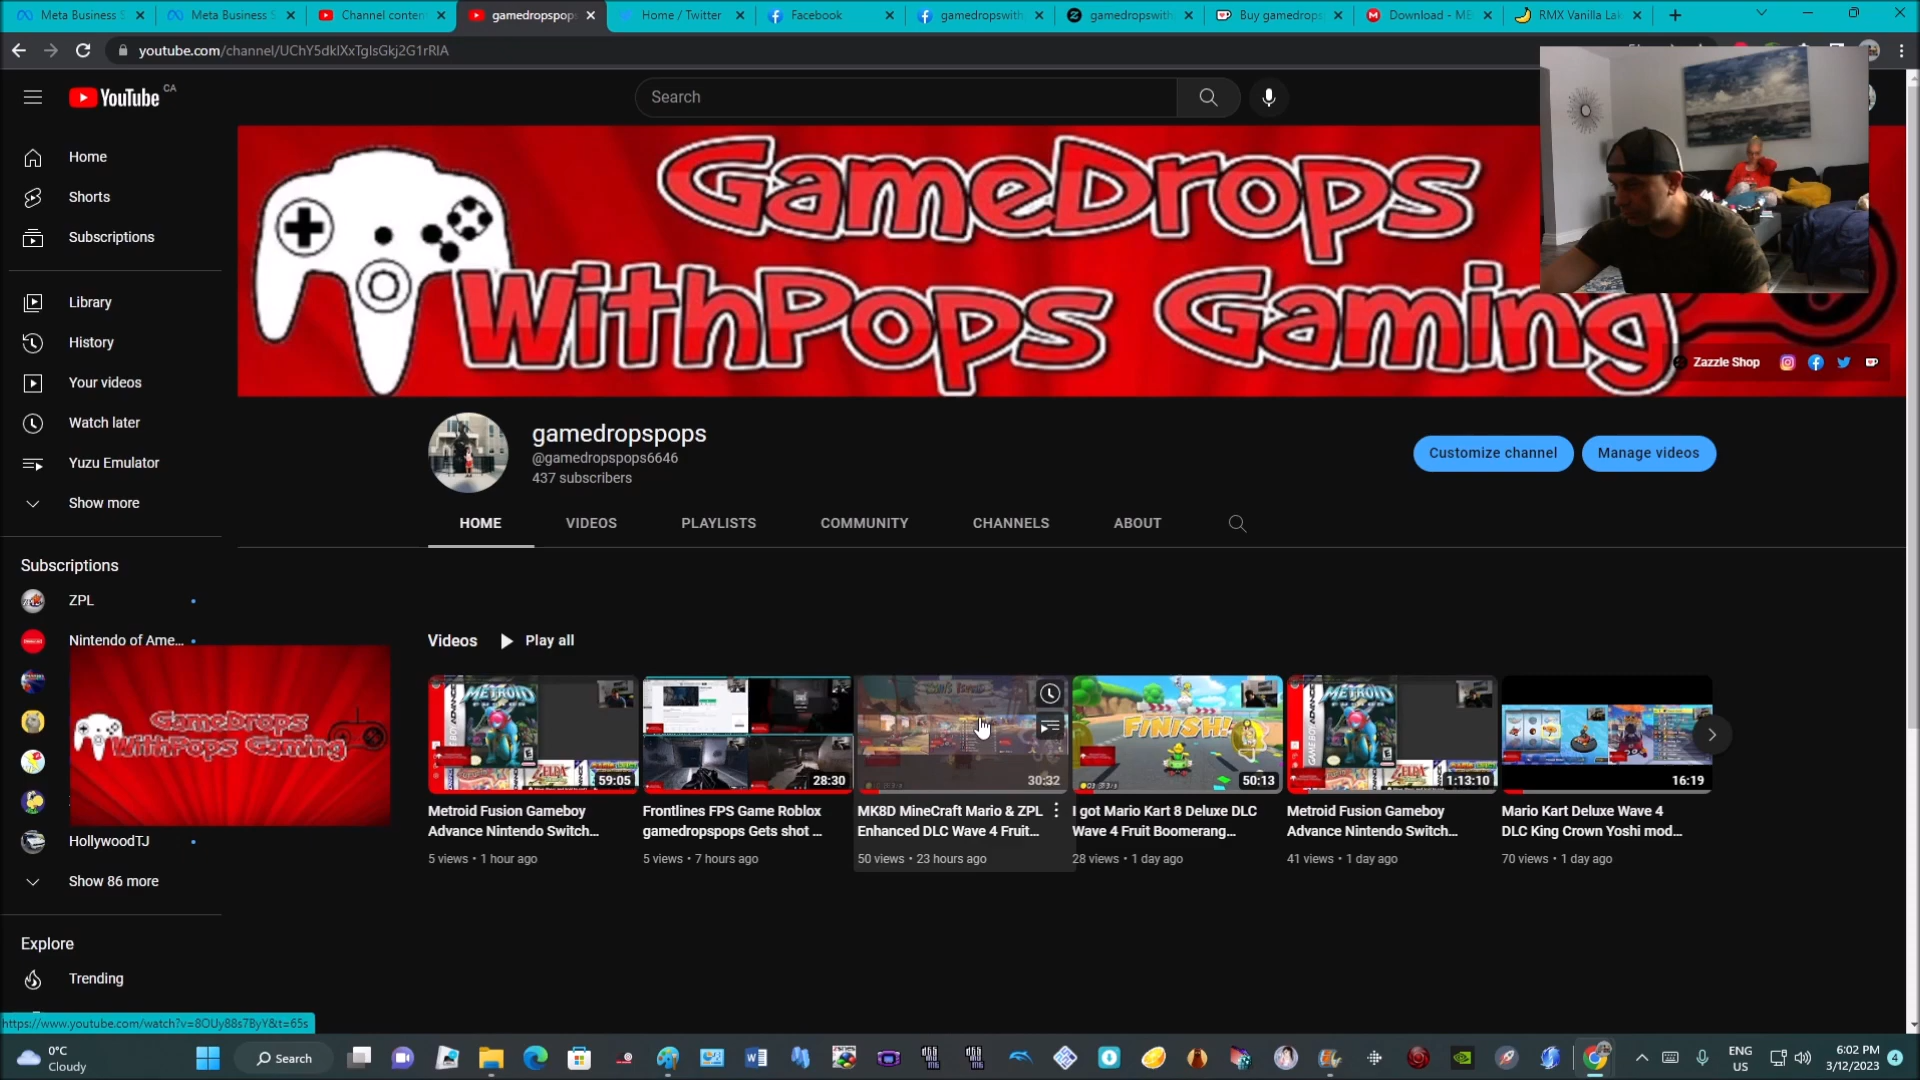 Meta Business S
Meta Business S
Channel conten
gamedropspop
Home / Twitter
Facebook
gamedropswith
gamedropswith
Buy gamedrops
Download - ME
RMX Vanilla La
youtube.com/channel/UChY5dkIXxTgIsGkj2G1rRlA
YouTube CA
Search
Home
Shorts
Subscriptions
Library
History
Your videos
Watch later
Yuzu Emulator
Show more
Subscriptions
ZPL
Nintendo of Ame...
HollywoodTJ
Show 86 more
Explore
Trending
GameDrops
WithPops Gaming
GameDrops
WithPops Gaming
Zazzle Shop
gamedropspops
@gamedropspops6646
437 subscribers
Customize channel
Manage videos
HOME
VIDEOS
PLAYLISTS
COMMUNITY
CHANNELS
ABOUT
Videos
Play all
METROID
59:05
28:30
30:32
FINISH!
50:13
METROID
1:13:10
16:19
Metroid Fusion Gameboy
Advance Nintendo Switch...
5 views • 1 hour ago
Frontlines FPS Game Roblox
gamedropspops Gets shot ...
5 views • 7 hours ago
MK8D MineCraft Mario & ZPL
Enhanced DLC Wave 4 Fruit...
50 views • 23 hours ago
I got Mario Kart 8 Deluxe DLC
Wave 4 Fruit Boomerang...
28 views • 1 day ago
Metroid Fusion Gameboy
Advance Nintendo Switch...
41 views • 1 day ago
Mario Kart Deluxe Wave 4
DLC King Crown Yoshi mod...
70 views • 1 day ago
https://www.youtube.com/watch?v=8OUy88s7ByY&t=65s
0°C
Cloudy
Search
ENG
US
6:02 PM
3/12/2023
4